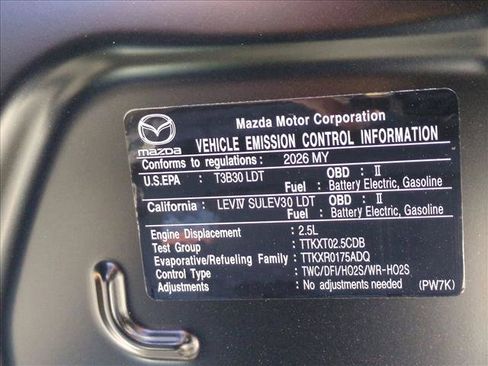 mazda
Mazda Motor Corporation
VEHICLE EMISSION CONTROL INFORMATION
Conforms to regulations : 2026 MY
U.S.EPA : T3B30 LDT OBD : II
Fuel : Battery Electric, Gasoline
California : LEVIV SULEV30 LDT OBD : II
Fuel : Battery Electric, Gasoline
Engine Displacement : 2.5L
Test Group : TTKXT02.5CDB
Evaporative/Refueling Family : TTKXR0175ADQ
Control Type : TWC/DFI/HO2S/WR-HO2S
Adjustments : No adjustments needed (PW7K)